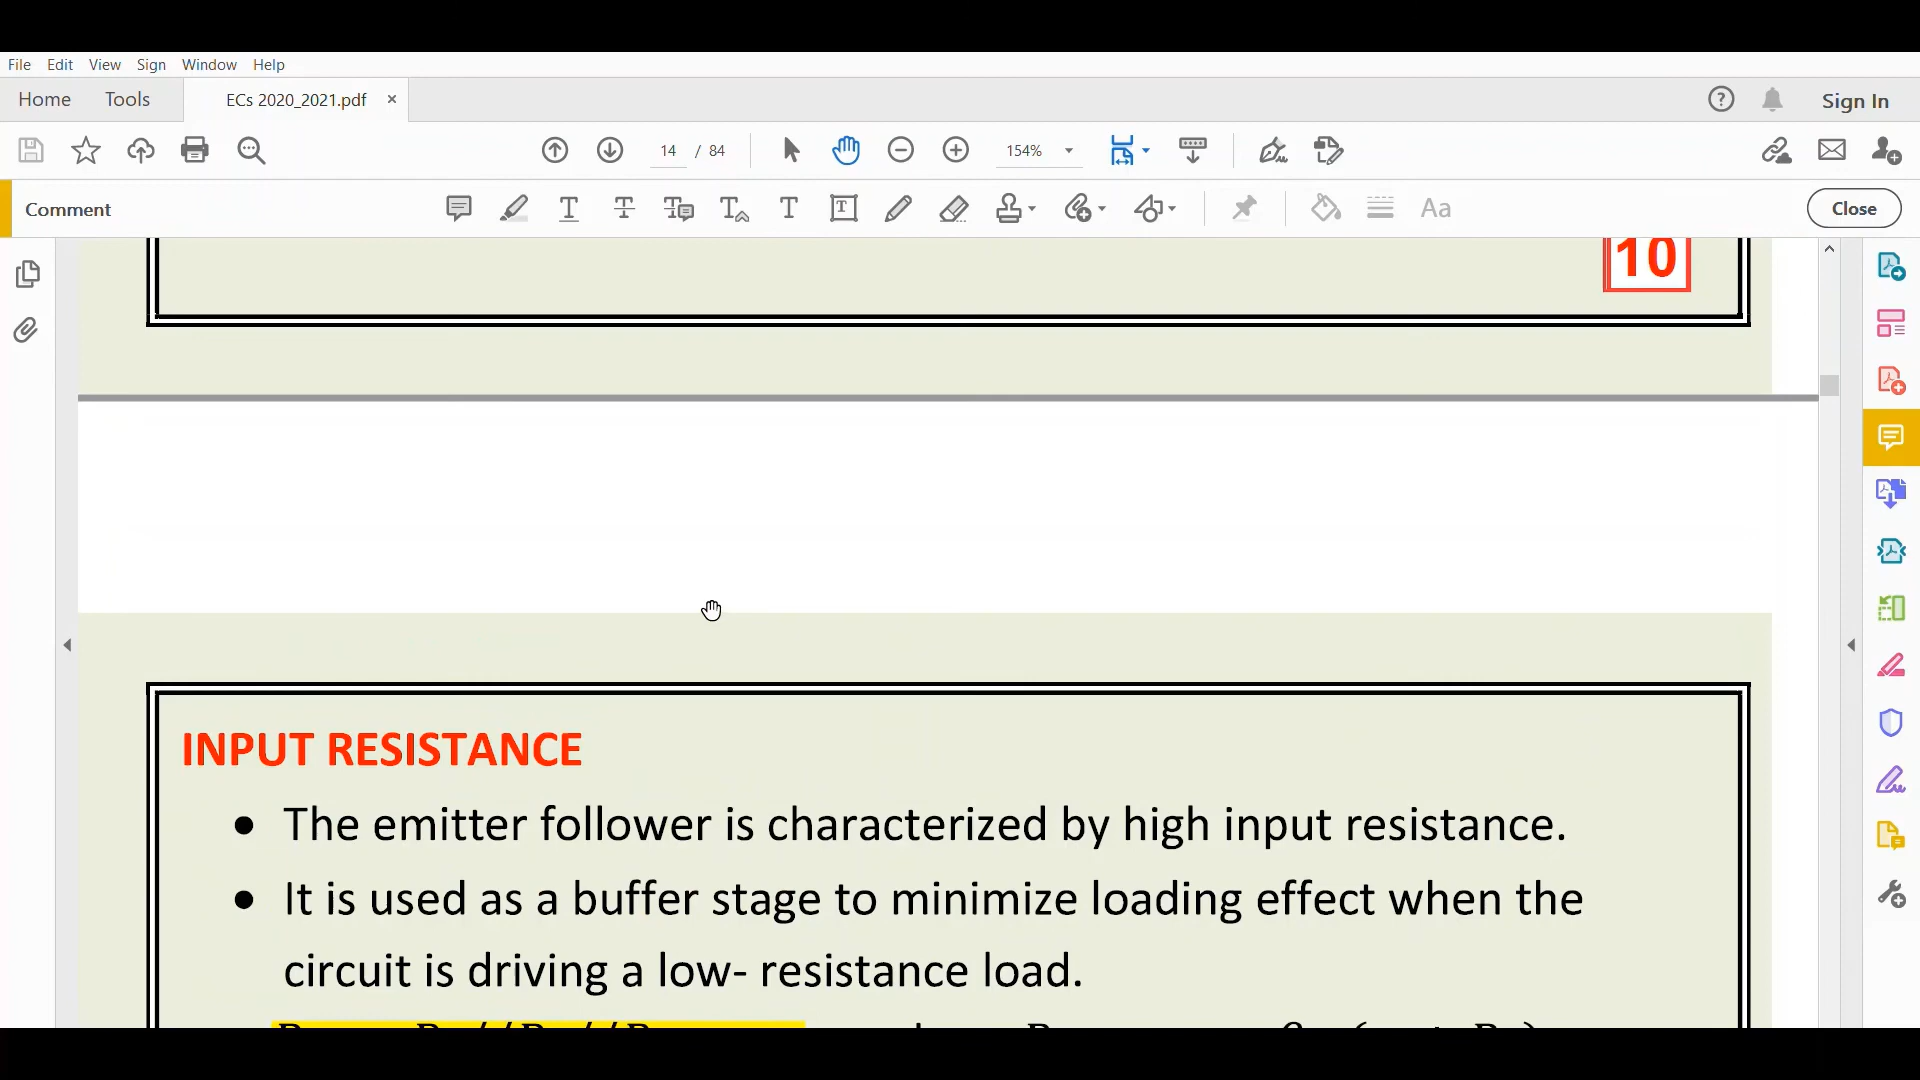 File Edit View Sign Window Help
Home Tools ECs 2020_2021.pdf × Sign In
14 / 84 154%
Comment Aa Close
10
INPUT RESISTANCE
• The emitter follower is characterized by high input resistance.
• It is used as a buffer stage to minimize loading effect when the
circuit is driving a low- resistance load.